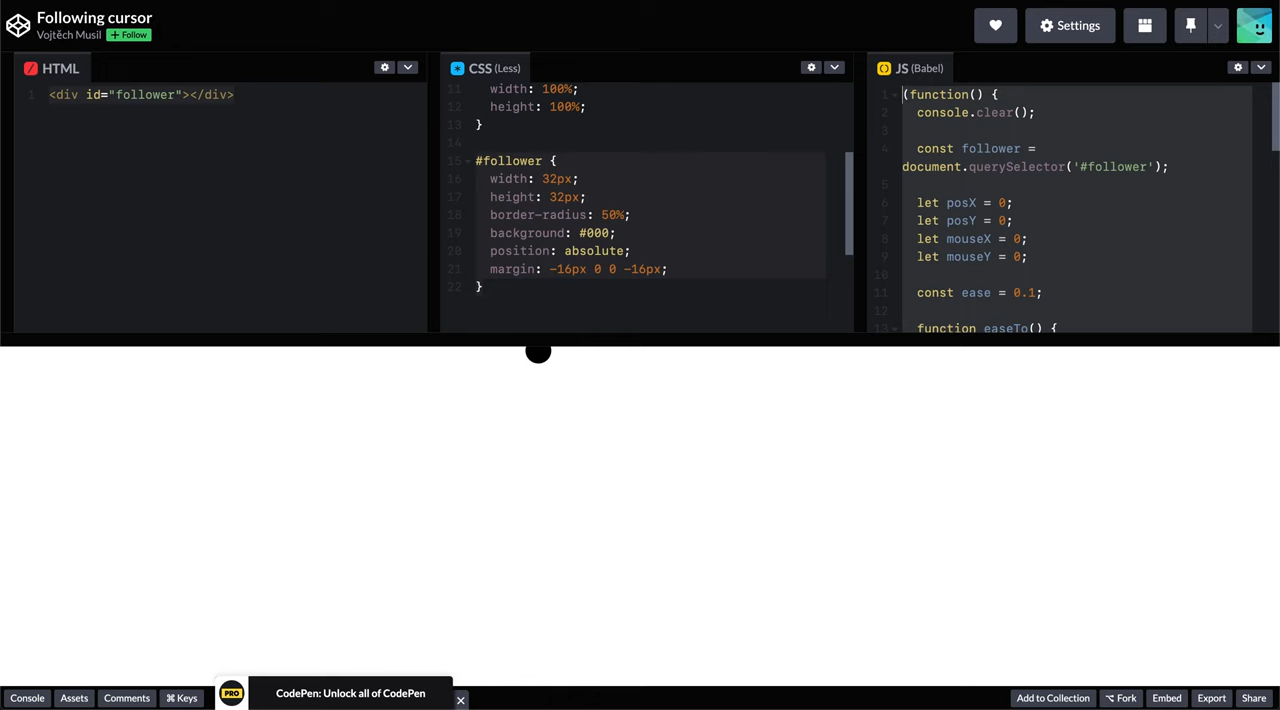 Following cursor
Vojtěch Musil
+ Follow
Settings
HTML
CSS (Less)
JS (Babel)
1 <div id="follower"></div>
11 width: 100%;
12 height: 100%;
13 }
14
15 #follower {
16 width: 32px;
17 height: 32px;
18 border-radius: 50%;
19 background: #000;
20 position: absolute;
21 margin: -16px 0 0 -16px;
22 }
1 (function() {
2 console.clear();
3
4 const follower =
document.querySelector('#follower');
5
6 let posX = 0;
7 let posY = 0;
8 let mouseX = 0;
9 let mouseY = 0;
10
11 const ease = 0.1;
12
13 function easeTo() {
Console
Assets
Comments
⌘ Keys
PRO
CodePen: Unlock all of CodePen
×
Add to Collection
⌥ Fork
Embed
Export
Share